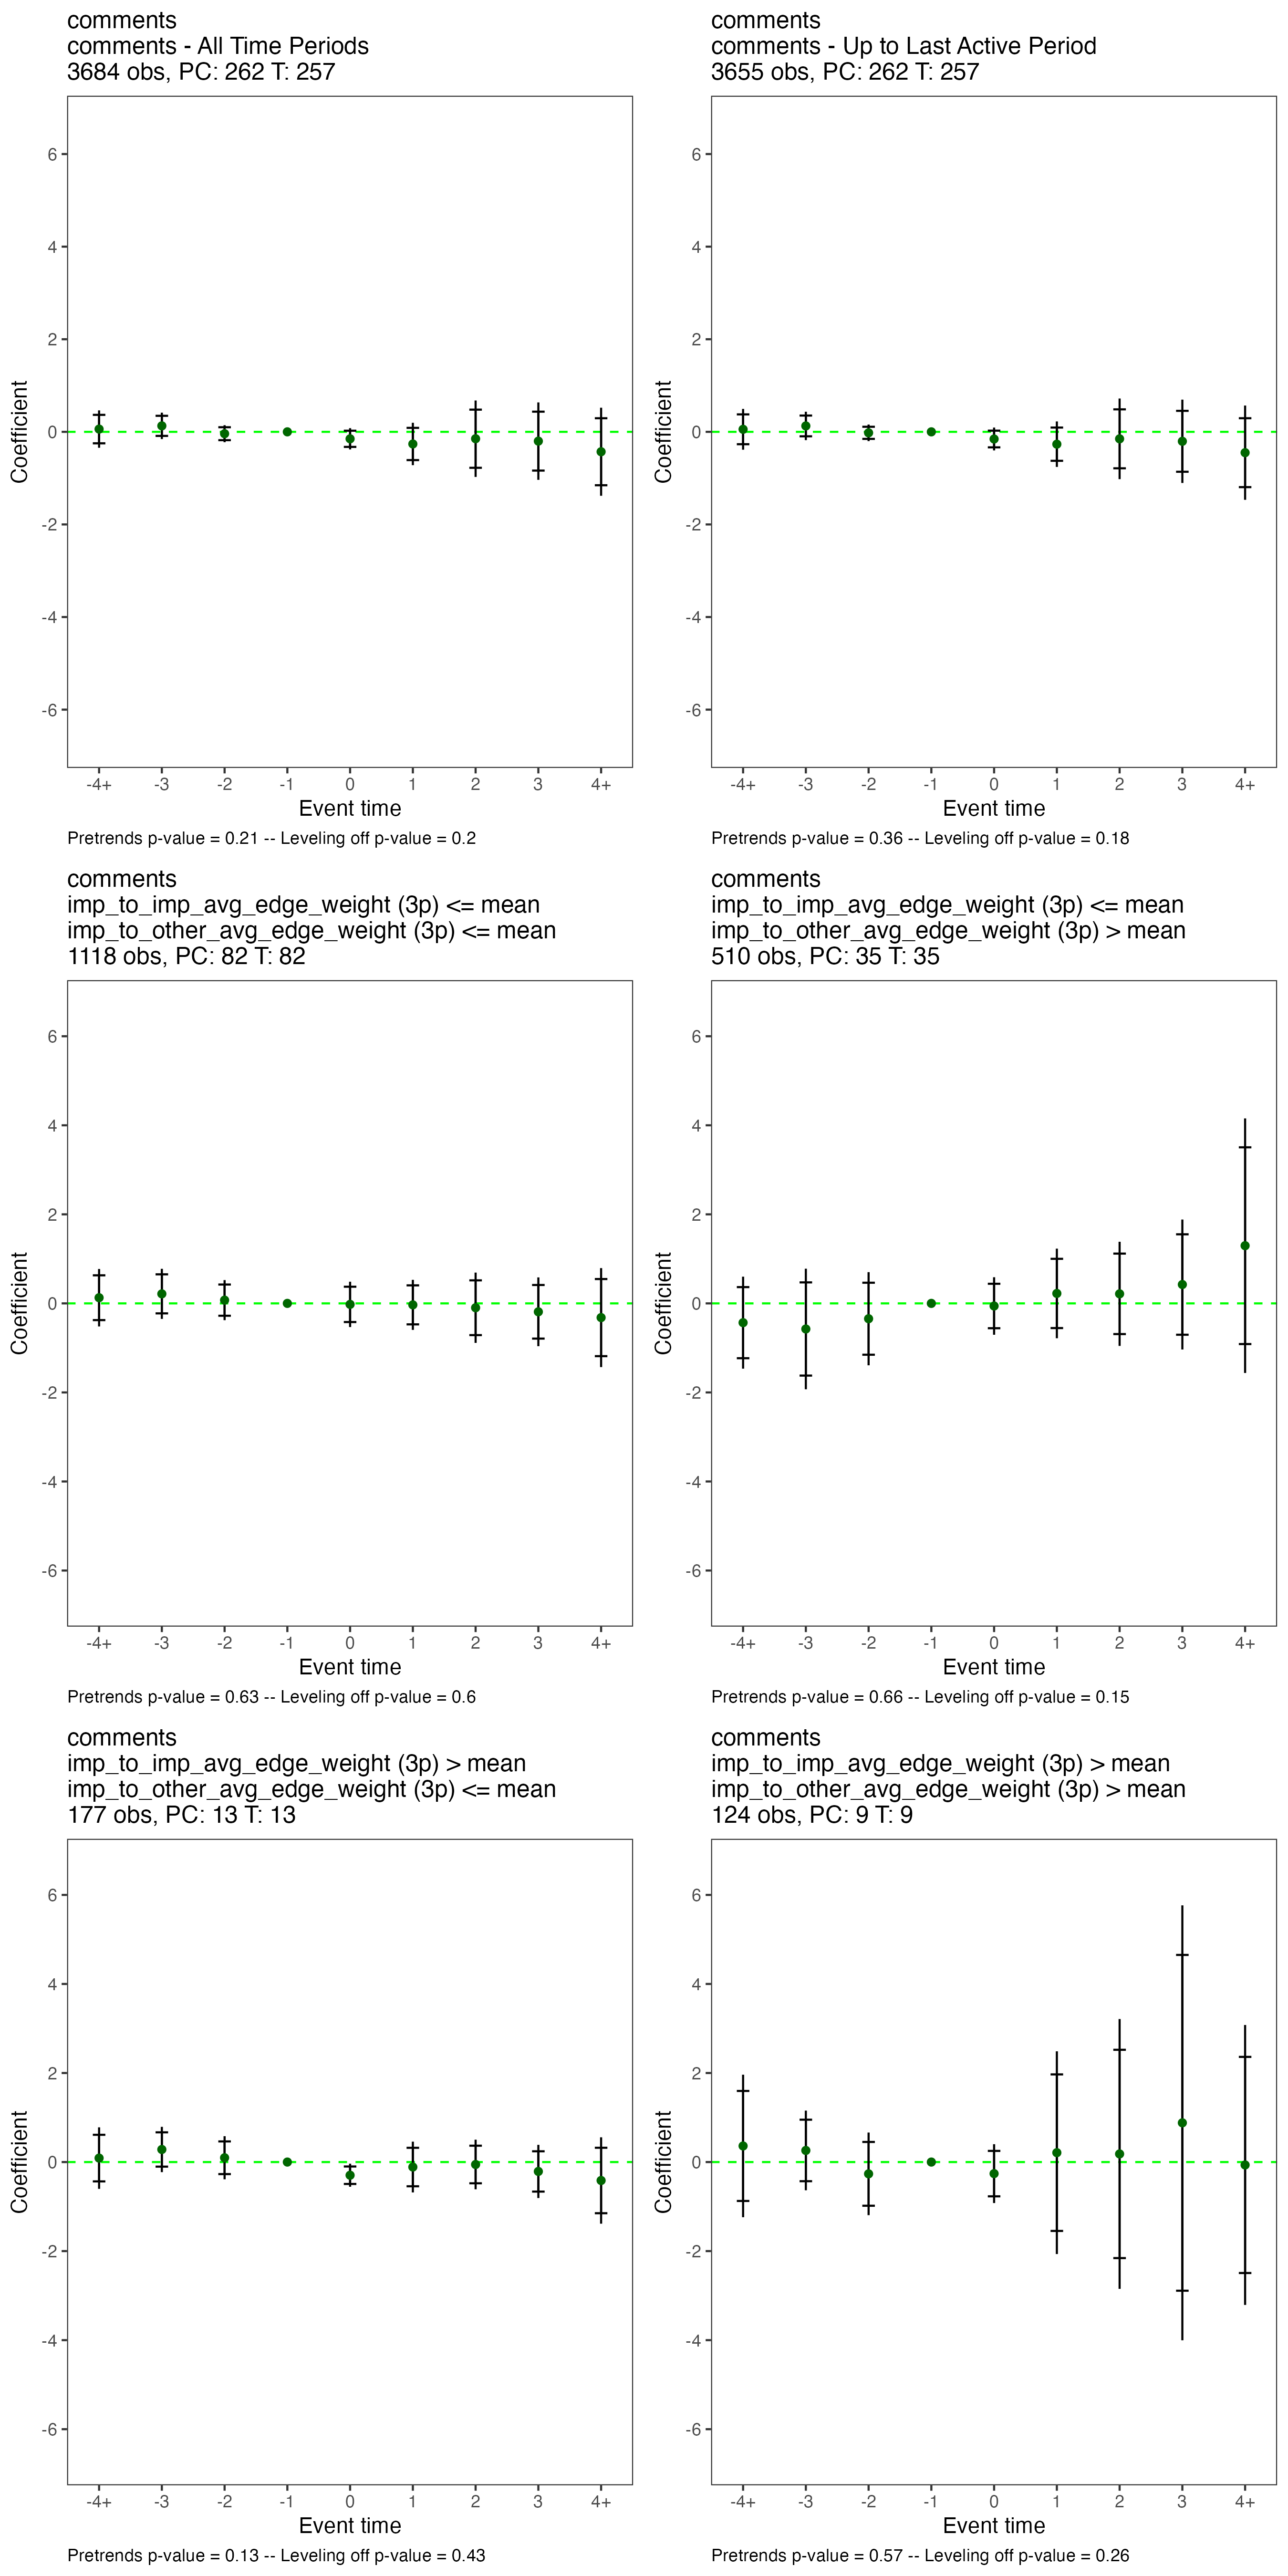 comments
comments - All Time Periods
3684 obs, PC: 262 T: 257
6
4
2
0
-2
-4
-6
Coefficient
-4+ -3 -2 -1 0 1 2 3 4+
Event time
Pretrends p-value = 0.21 -- Leveling off p-value = 0.2
comments
comments - Up to Last Active Period
3655 obs, PC: 262 T: 257
6
4
2
0
-2
-4
-6
Coefficient
-4+ -3 -2 -1 0 1 2 3 4+
Event time
Pretrends p-value = 0.36 -- Leveling off p-value = 0.18
comments
imp_to_imp_avg_edge_weight (3p) <= mean
imp_to_other_avg_edge_weight (3p) <= mean
1118 obs, PC: 82 T: 82
6
4
2
0
-2
-4
-6
Coefficient
-4+ -3 -2 -1 0 1 2 3 4+
Event time
Pretrends p-value = 0.63 -- Leveling off p-value = 0.6
comments
imp_to_imp_avg_edge_weight (3p) <= mean
imp_to_other_avg_edge_weight (3p) > mean
510 obs, PC: 35 T: 35
6
4
2
0
-2
-4
-6
Coefficient
-4+ -3 -2 -1 0 1 2 3 4+
Event time
Pretrends p-value = 0.66 -- Leveling off p-value = 0.15
comments
imp_to_imp_avg_edge_weight (3p) > mean
imp_to_other_avg_edge_weight (3p) <= mean
177 obs, PC: 13 T: 13
6
4
2
0
-2
-4
-6
Coefficient
-4+ -3 -2 -1 0 1 2 3 4+
Event time
Pretrends p-value = 0.13 -- Leveling off p-value = 0.43
comments
imp_to_imp_avg_edge_weight (3p) > mean
imp_to_other_avg_edge_weight (3p) > mean
124 obs, PC: 9 T: 9
6
4
2
0
-2
-4
-6
Coefficient
-4+ -3 -2 -1 0 1 2 3 4+
Event time
Pretrends p-value = 0.57 -- Leveling off p-value = 0.26